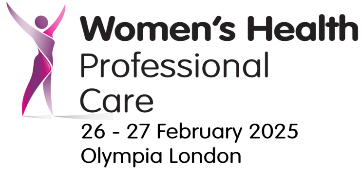 Women's Health
Professional
Care
26 - 27 February 2025
Olympia London